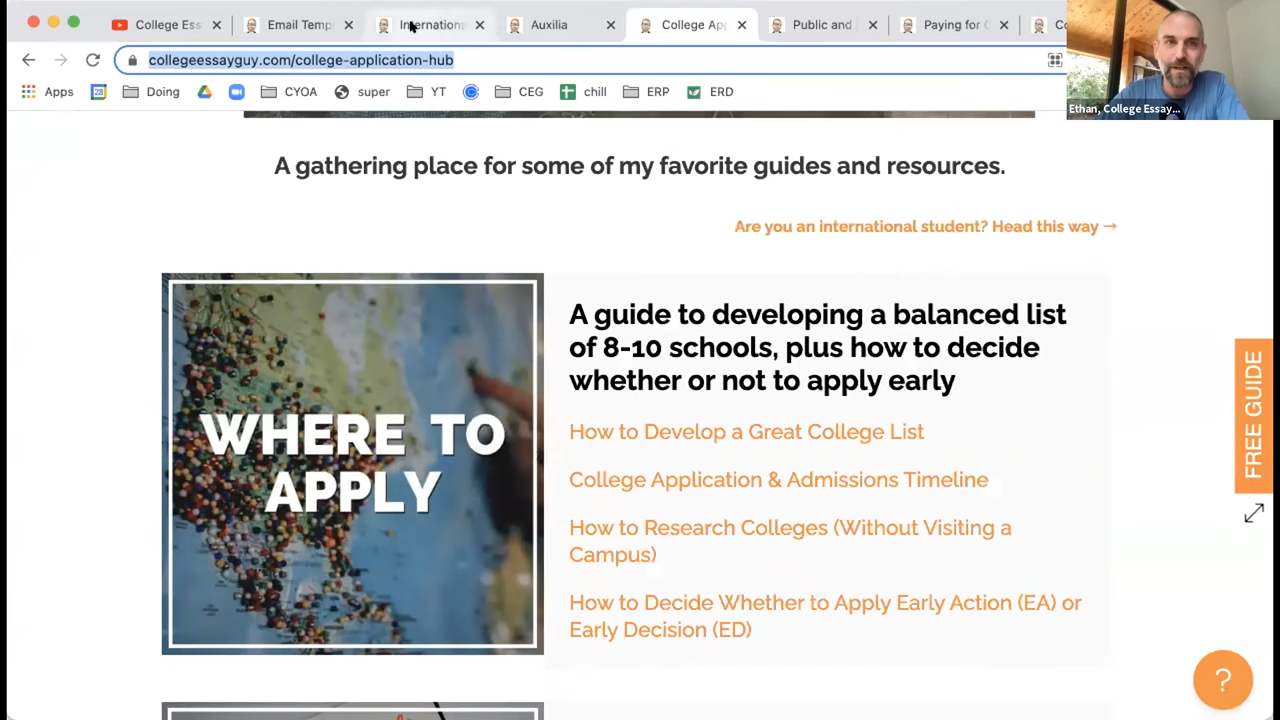 College Ess
Email Temp
Internationa
Auxilia
College App
Public and
Paying for C
Co
collegeessayguy.com/college-application-hub
Apps
28
Doing
CYOA
super
YT
CEG
chill
ERP
ERD
Ethan, College Essay...
A gathering place for some of my favorite guides and resources.
Are you an international student? Head this way →
WHERE TO
APPLY
A guide to developing a balanced list
of 8-10 schools, plus how to decide
whether or not to apply early
How to Develop a Great College List
College Application & Admissions Timeline
How to Research Colleges (Without Visiting a
Campus)
How to Decide Whether to Apply Early Action (EA) or
Early Decision (ED)
FREE GUIDE
?